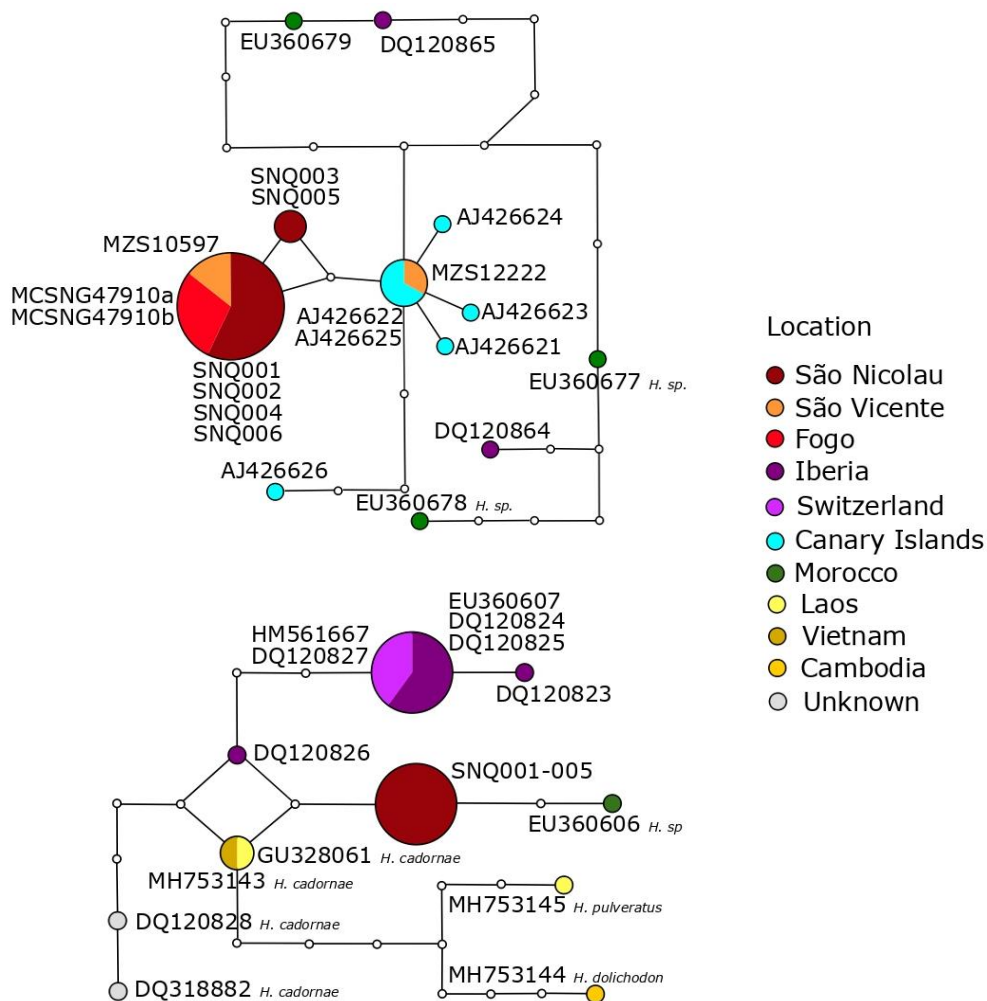 EU360679
DQ120865
SNQ003
SNQ005
AJ426624
MZS10597
MZS12222
MCSNG47910a
MCSNG47910b
AJ426622
AJ426625
AJ426623
AJ426621
SNQ001
SNQ002
SNQ004
SNQ006
EU360677 H. sp.
DQ120864
AJ426626
EU360678 H. sp.
Location
São Nicolau
São Vicente
Fogo
Iberia
Switzerland
Canary Islands
Morocco
Laos
Vietnam
Cambodia
Unknown
EU360607
DQ120824
DQ120825
HM561667
DQ120827
DQ120823
DQ120826
SNQ001-005
EU360606 H. sp
GU328061 H. cadornae
MH753143 H. cadornae
MH753145 H. pulveratus
DQ120828 H. cadornae
MH753144 H. dolichodon
DQ318882 H. cadornae